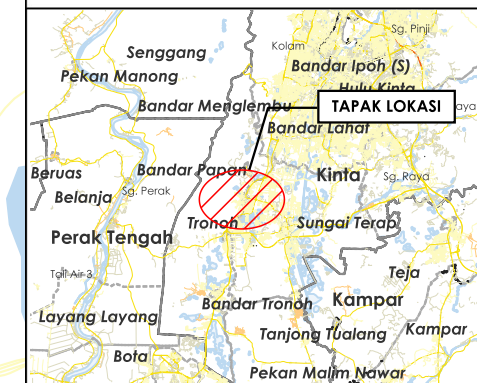 Sg. Pinji
Kolam
Senggang
Bandar Ipoh (S)
Pekan Manong
Hulu Kinta
Bandar Menglembu
TAPAK LOKASI
Bandar Lahat
Bandar Papan
Beruas
Kinta
Sg. Raya
Belanja
Sg. Perak
Tronoh
Sungai Terap
Perak Tengah
Tali Air 3
Teja
Bandar Tronoh
Kampar
Layang Layang
Tanjong Tualang
Kampar
Bota
Pekan Malim Nawar